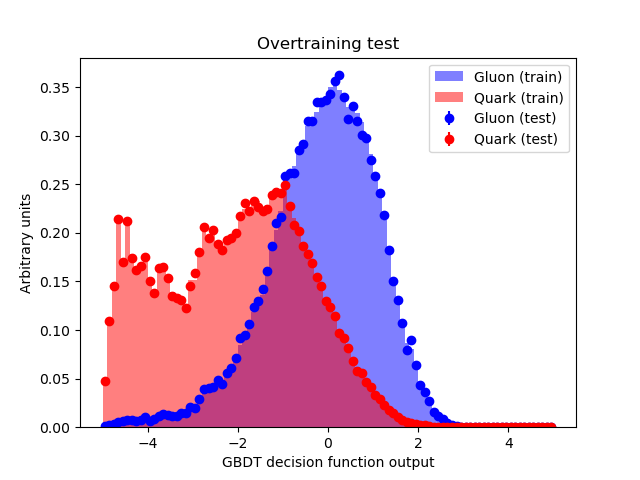 Overtraining test
Gluon (train)
Quark (train)
Gluon (test)
Quark (test)
Arbitrary units
0.35
0.30
0.25
0.20
0.15
0.10
0.05
0.00
−4
−2
0
2
4
GBDT decision function output